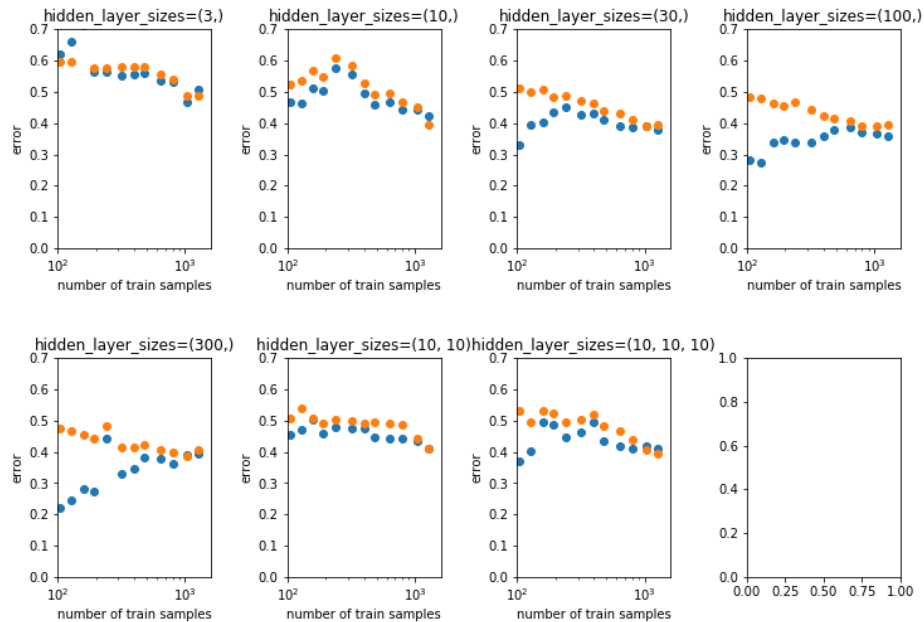 hidden_layer_sizes=(3,) hidden_layer_sizes=(10,) hidden_layer_sizes=(30,) hidden_layer_sizes=(100,)
0.7 0.7 0.7 0.7
0.6 0.6 0.6 0.6
0.5 0.5 0.5 0.5
0.4 0.4 0.4 0.4
error error error error
0.3 0.3 0.3 0.3
0.2 0.2 0.2 0.2
0.1 0.1 0.1 0.1
0.0 0.0 0.0 0.0
10² 10³ 10² 10³ 10² 10³ 10² 10³
number of train samples number of train samples number of train samples number of train samples
hidden_layer_sizes=(300,) hidden_layer_sizes=(10, 10) hidden_layer_sizes=(10, 10, 10)
0.7 0.7 0.7 1.0
0.6 0.6 0.6 0.8
0.5 0.5 0.5
0.4 0.4 0.4 0.6
error error error
0.3 0.3 0.3 0.4
0.2 0.2 0.2
0.1 0.1 0.1 0.2
0.0 0.0 0.0 0.0
10² 10³ 10² 10³ 10² 10³ 0.00 0.25 0.50 0.75 1.00
number of train samples number of train samples number of train samples